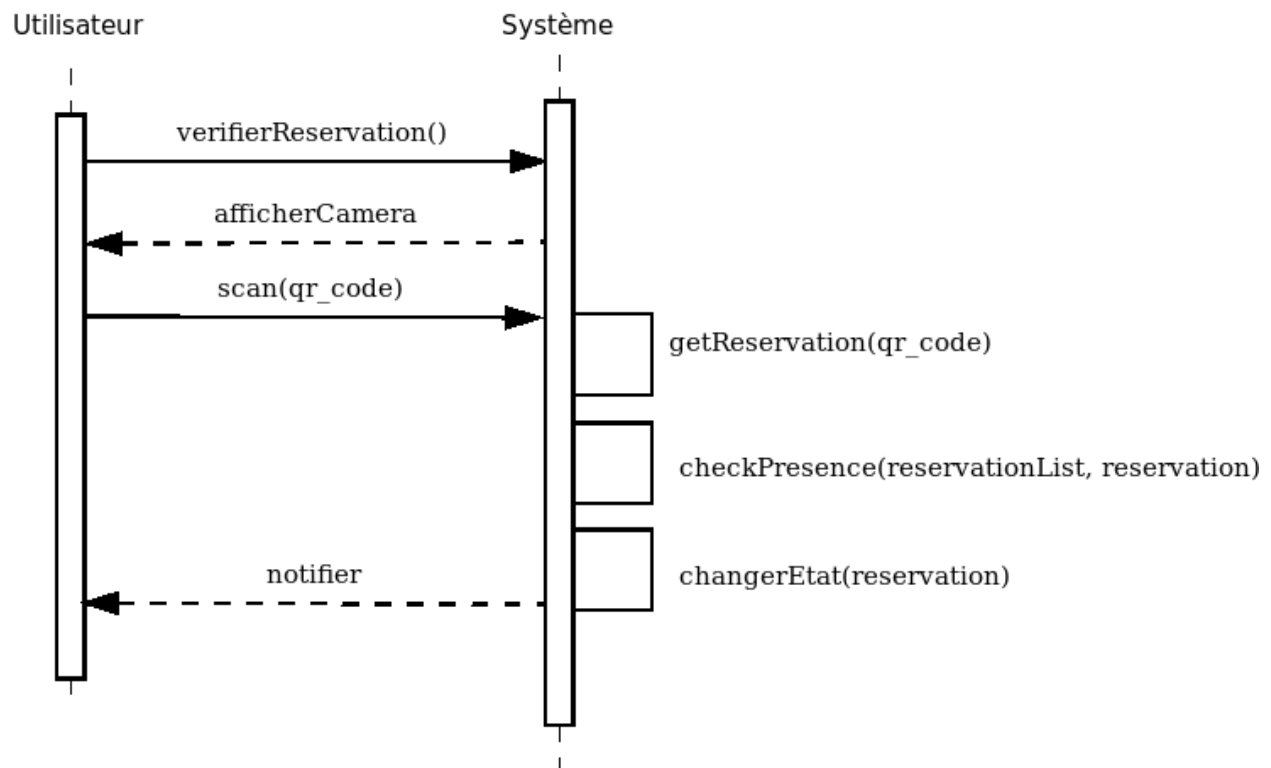 Utilisateur
Système
verifierReservation()
afficherCamera
scan(qr_code)
getReservation(qr_code)
checkPresence(reservationList, reservation)
notifier
changerEtat(reservation)